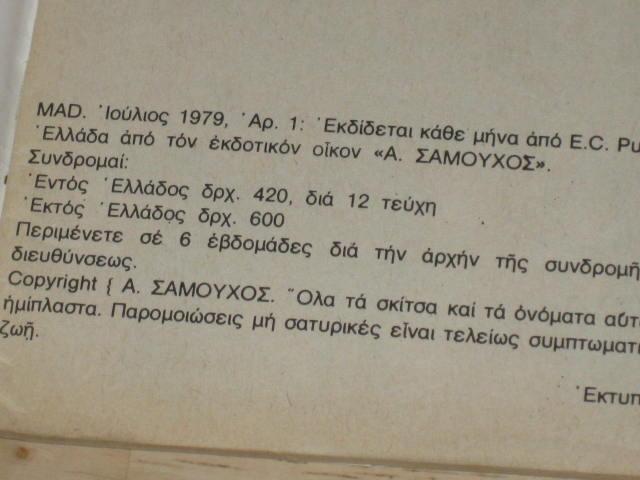 MAD. Ἰούλιος 1979, Ἀρ. 1: Ἐκδίδεται κάθε μήνα ἀπό E.C. Pu
Ἑλλάδα ἀπό τόν ἐκδοτικόν οἶκον «Α. ΣΑΜΟΥΧΟΣ».
Συνδρομαί:
Ἐντός Ἑλλάδος δρχ. 420, διά 12 τεύχη
Ἐκτός Ἑλλάδος δρχ. 600
Περιμένετε σέ 6 ἑβδομάδες διά τήν ἀρχήν τῆς συνδρομῆ
διευθύνσεως.
Copyright { Α. ΣΑΜΟΥΧΟΣ. Ὅλα τά σκίτσα καί τά ὀνόματα αὐτ
ἡμίπλαστα. Παρομοιώσεις μή σατυρικές εἶναι τελείως συμπτωματι
ζωῇ.
Ἐκτυπ